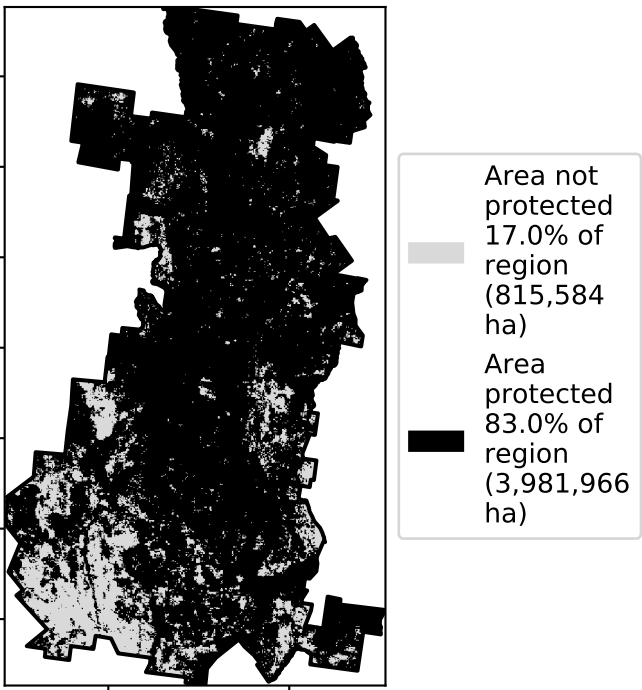 Area not
protected
17.0% of
region
(815,584
ha)
Area
protected
83.0% of
region
(3,981,966
ha)